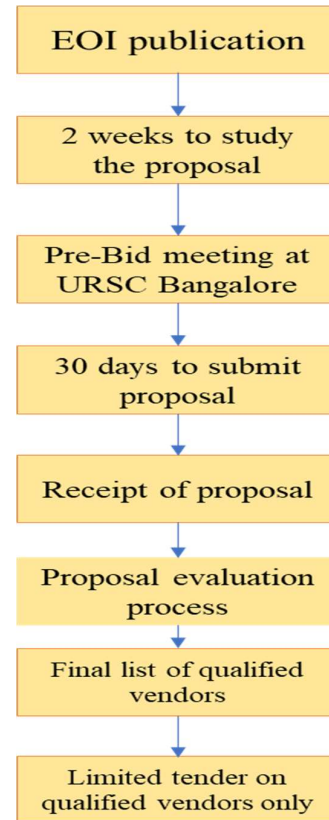 EOI publication
2 weeks to study
the proposal
Pre-Bid meeting at
URSC Bangalore
30 days to submit
proposal
Receipt of proposal
Proposal evaluation
process
Final list of qualified
vendors
Limited tender on
qualified vendors only